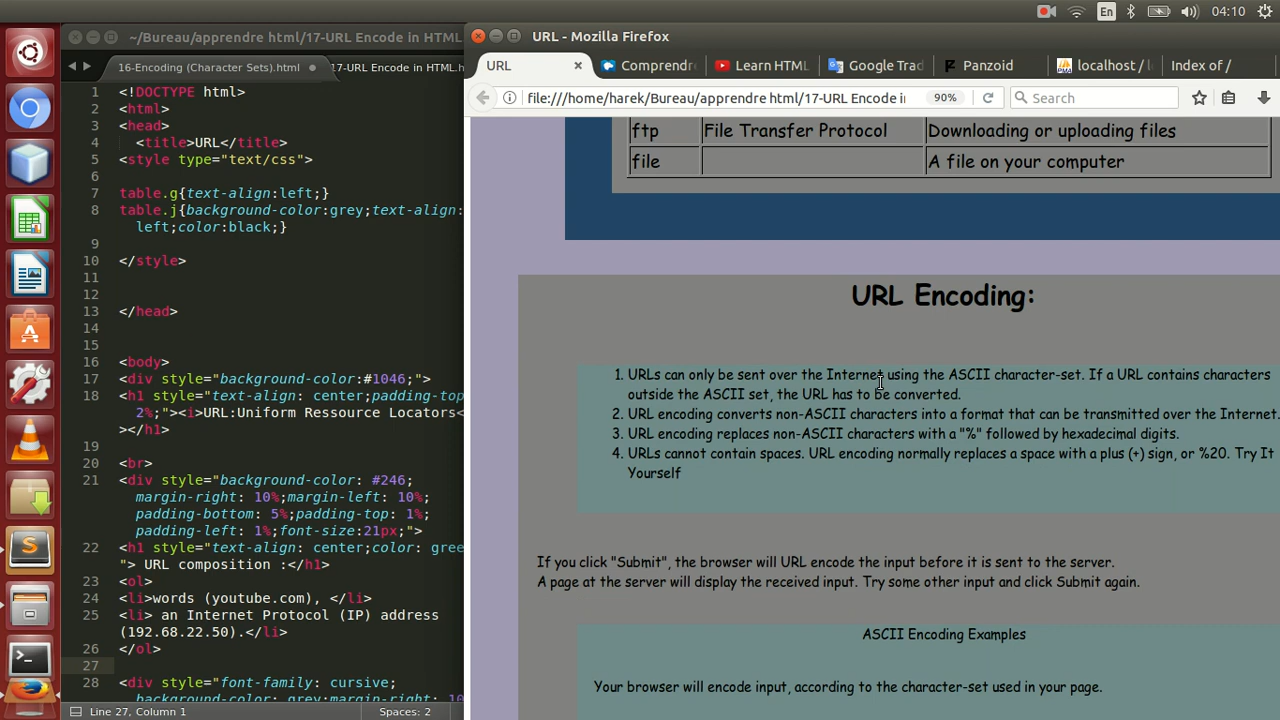 En
04:10
~/Bureau/apprendre html/17-URL Encode in HTML
16-Encoding (Character Sets).html
17-URL Encode in HTML.h
1 <!DOCTYPE html>
2 <html>
3 <head>
4 <title>URL</title>
5 <style type="text/css">
6
7 table.g{text-align:left;}
8 table.j{background-color:grey;text-align:
left;color:black;}
9
10 </style>
11
12
13 </head>
14
15
16 <body>
17 <div style="background-color:#1046;">
18 <h1 style="text-align: center;padding-top:
2%;"><i>URL:Uniform Ressource Locators<
></h1>
19
20 <br>
21 <div style="background-color: #246;
margin-right: 10%;margin-left: 10%;
padding-bottom: 5%;padding-top: 1%;
padding-left: 1%;font-size:21px;">
22 <h1 style="text-align: center;color: gree
"> URL composition :</h1>
23 <ol>
24 <li>words (youtube.com), </li>
25 <li> an Internet Protocol (IP) address
(192.68.22.50).</li>
26 </ol>
27
28 <div style="font-family: cursive;
background-color: grey;margin-right: 10
Line 27, Column 1
Spaces: 2
URL - Mozilla Firefox
URL
Comprendr
Learn HTML
Google Trad
Panzoid
localhost / l
Index of /
file:///home/harek/Bureau/apprendre html/17-URL Encode in
90%
Search
ftp File Transfer Protocol Downloading or uploading files
file A file on your computer
URL Encoding:
1. URLs can only be sent over the Internet using the ASCII character-set. If a URL contains characters
outside the ASCII set, the URL has to be converted.
2. URL encoding converts non-ASCII characters into a format that can be transmitted over the Internet.
3. URL encoding replaces non-ASCII characters with a "%" followed by hexadecimal digits.
4. URLs cannot contain spaces. URL encoding normally replaces a space with a plus (+) sign, or %20. Try It
Yourself
If you click "Submit", the browser will URL encode the input before it is sent to the server.
A page at the server will display the received input. Try some other input and click Submit again.
ASCII Encoding Examples
Your browser will encode input, according to the character-set used in your page.